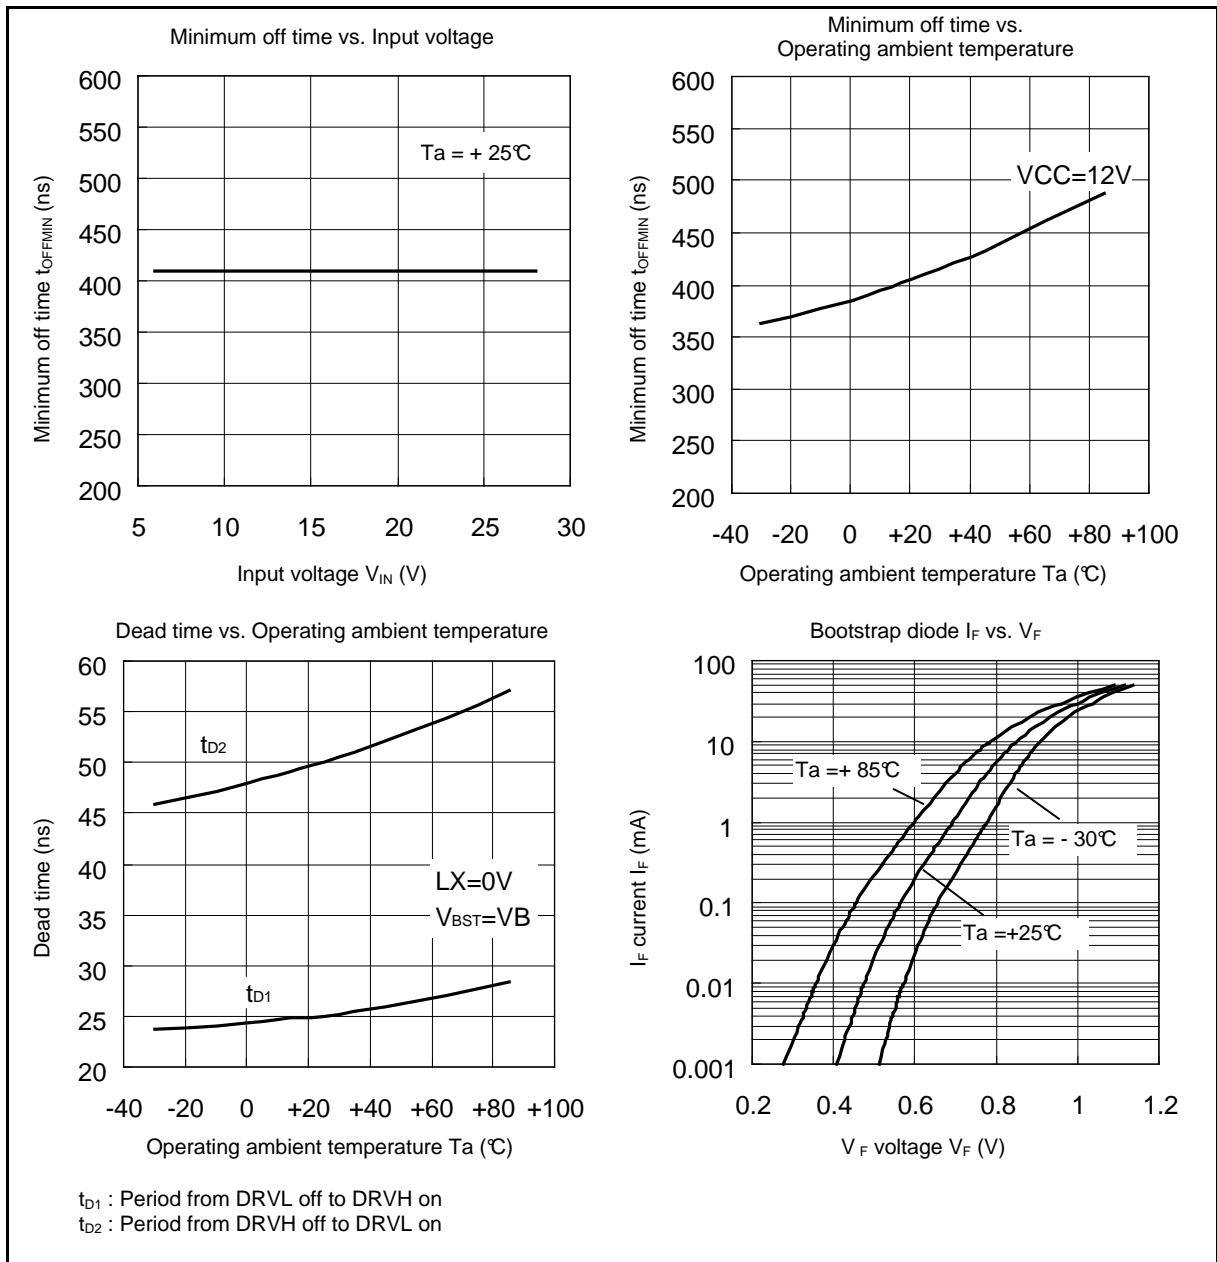 Minimum off time vs. Input voltage
600
550
500
450
400
350
300
250
200
Ta = + 25℃
Minimum off time tOFFMIN (ns)
5 10 15 20 25 30
Input voltage VIN (V)
Minimum off time vs.
Operating ambient temperature
600
550
500
450
400
350
300
250
200
VCC=12V
Minimum off time tOFFMIN (ns)
-40 -20 0 +20 +40 +60 +80 +100
Operating ambient temperature Ta (℃)
Dead time vs. Operating ambient temperature
60
55
50
45
40
35
30
25
20
tD2
LX=0V
VBST=VB
tD1
Dead time (ns)
-40 -20 0 +20 +40 +60 +80 +100
Operating ambient temperature Ta (℃)
Bootstrap diode IF vs. VF
100
10
1
0.1
0.01
0.001
Ta =+ 85℃
Ta = - 30℃
Ta =+25℃
IF current IF (mA)
0.2 0.4 0.6 0.8 1 1.2
V F voltage VF (V)
tD1 : Period from DRVL off to DRVH on
tD2 : Period from DRVH off to DRVL on